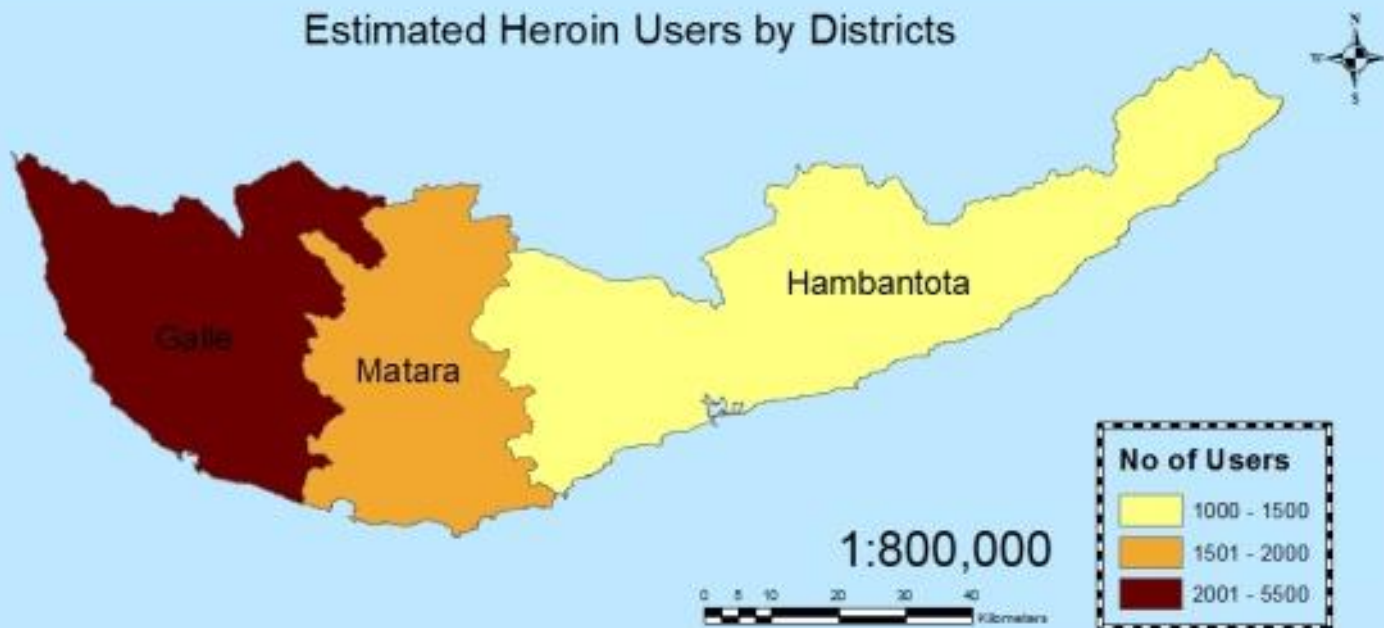 Estimated Heroin Users by Districts
N
W
S
Galle
Matara
Hambantota
No of Users
1000 - 1500
1501 - 2000
2001 - 5500
1:800,000
0 5 10 20 30 40
Kilometers